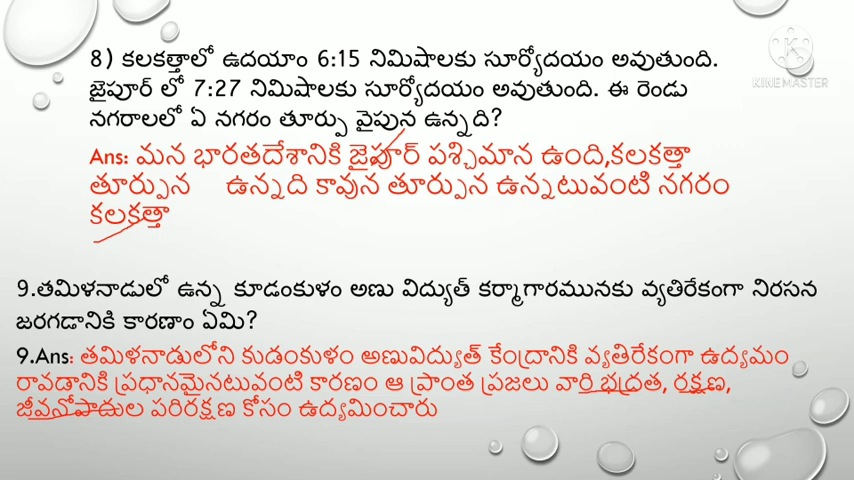 8) కలకత్తాలో ఉదయాం 6:15 నిమిషాలకు సూర్యోదయం అవుతుంది.
జైపూర్ లో 7:27 నిమిషాలకు సూర్యోదయం అవుతుంది. ఈ రెండు
నగరాలలో ఏ నగరం తూర్పు వైపున ఉన్నది?
Ans: మన భారతదేశానికి జైపూర్ పశ్చిమాన ఉంది,కలకత్తా
తూర్పున ఉన్నది కావున తూర్పున ఉన్నటువంటి నగరం
కలకత్తా
9.తమిళనాడులో ఉన్న కూడంకుళం అణు విద్యుత్ కర్మాగారమునకు వ్యతిరేకంగా నిరసన
జరగడానికి కారణాం ఏమి?
9.Ans: తమిళనాడులోని కుడంకుళం అణువిద్యుత్ కేంద్రానికి వ్యతిరేకంగా ఉద్యమం
రావడానికి ప్రధానమైనటువంటి కారణం ఆ ప్రాంత ప్రజలు వారి భద్రత, రక్షణ,
జీవనోపాదుల పరిరక్షణ కోసం ఉద్యమించారు
KINEMASTER